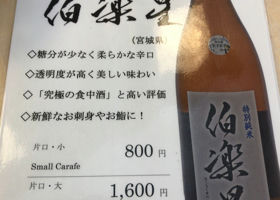 伯楽星
(宮城県)
◇糖分が少なく柔らかな辛口
◇透明度が高く美しい味わい
◇「究極の食中酒」と高い評価
◇新鮮なお刺身やお鮨に！
片口・小 800円
Small Carafe
片口・大 1,600円
特別純米
伯楽星